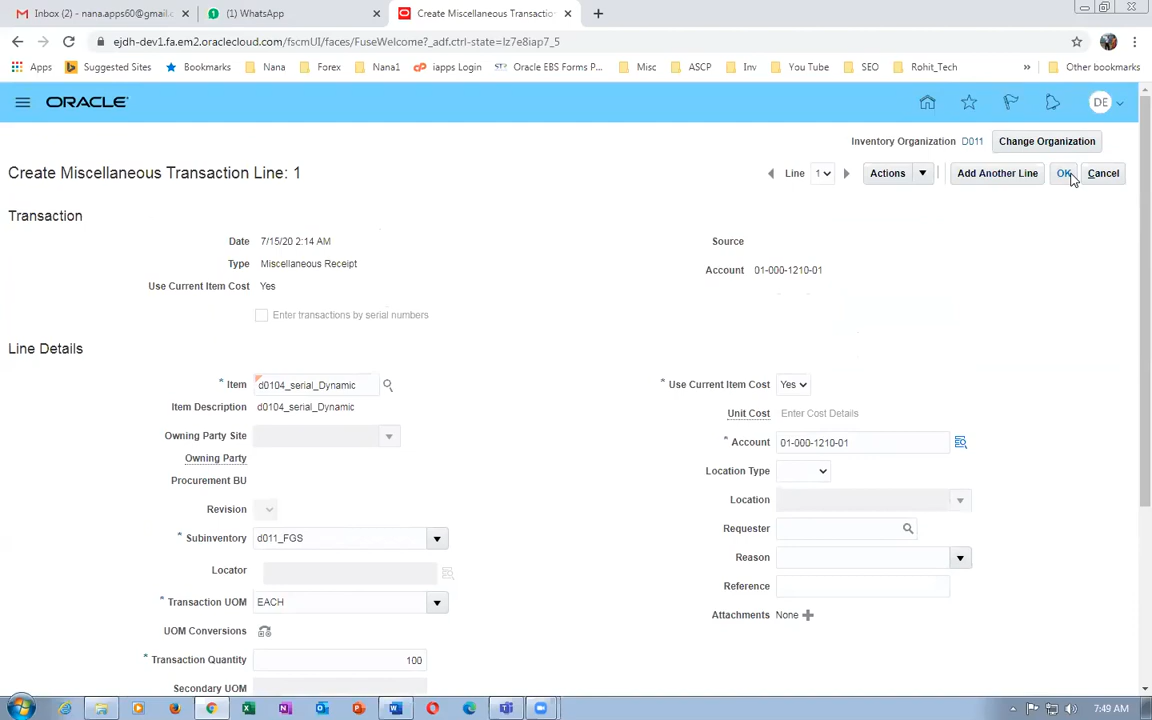 Inbox (2) - nana.apps60@gmail.c
(1) WhatsApp
Create Miscellaneous Transactio
ejdh-dev1.fa.em2.oraclecloud.com/fscmUI/faces/FuseWelcome?_adf.ctrl-state=lz7e8iap7_5
Apps Suggested Sites Bookmarks Nana Forex Nana1 iapps Login Oracle EBS Forms P... Misc ASCP Inv You Tube SEO Rohit_Tech » Other bookmarks
ORACLE DE
Inventory Organization D011 Change Organization
Create Miscellaneous Transaction Line: 1 Line 1 Actions Add Another Line OK Cancel
Transaction
Date 7/15/20 2:14 AM Source
Type Miscellaneous Receipt Account 01-000-1210-01
Use Current Item Cost Yes
Enter transactions by serial numbers
Line Details
* Item d0104_serial_Dynamic * Use Current Item Cost Yes
Item Description d0104_serial_Dynamic Unit Cost Enter Cost Details
Owning Party Site * Account 01-000-1210-01
Owning Party Location Type
Procurement BU Location
Revision Requester
* Subinventory d011_FGS Reason
Locator Reference
* Transaction UOM EACH Attachments None
UOM Conversions
* Transaction Quantity 100
Secondary UOM
7:49 AM